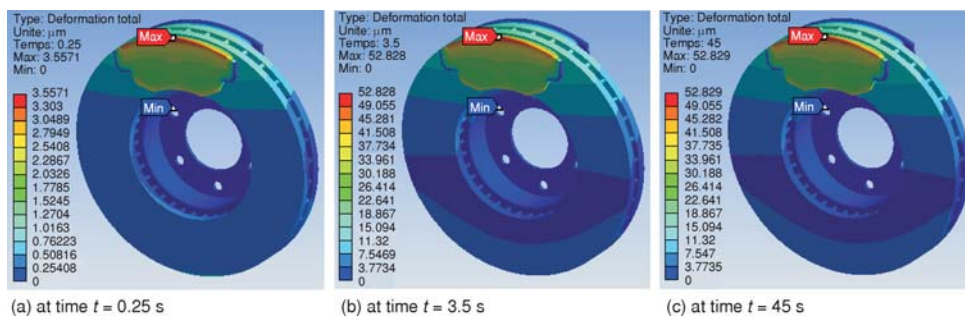 Type: Deformation total
Unite: μm
Temps: 0.25
Max: 3.5571
Min: 0
3.5571
3.303
3.0489
2.7949
2.5408
2.2867
2.0326
1.7785
1.5245
1.2704
1.0163
0.76223
0.50816
0.25408
0
Max
Min
(a) at time t = 0.25 s
Type: Deformation total
Unite: μm
Temps: 3.5
Max: 52.828
Min: 0
52.828
49.055
45.281
41.508
37.734
33.961
30.188
26.414
22.641
18.867
15.094
11.32
7.5469
3.7734
0
Max
Min
(b) at time t = 3.5 s
Type: Deformation total
Unite: μm
Temps: 45
Max: 52.829
Min: 0
52.829
49.055
45.282
41.508
37.735
33.961
30.188
26.414
22.641
18.867
15.094
11.32
7.547
3.7735
0
Max
Min
(c) at time t = 45 s